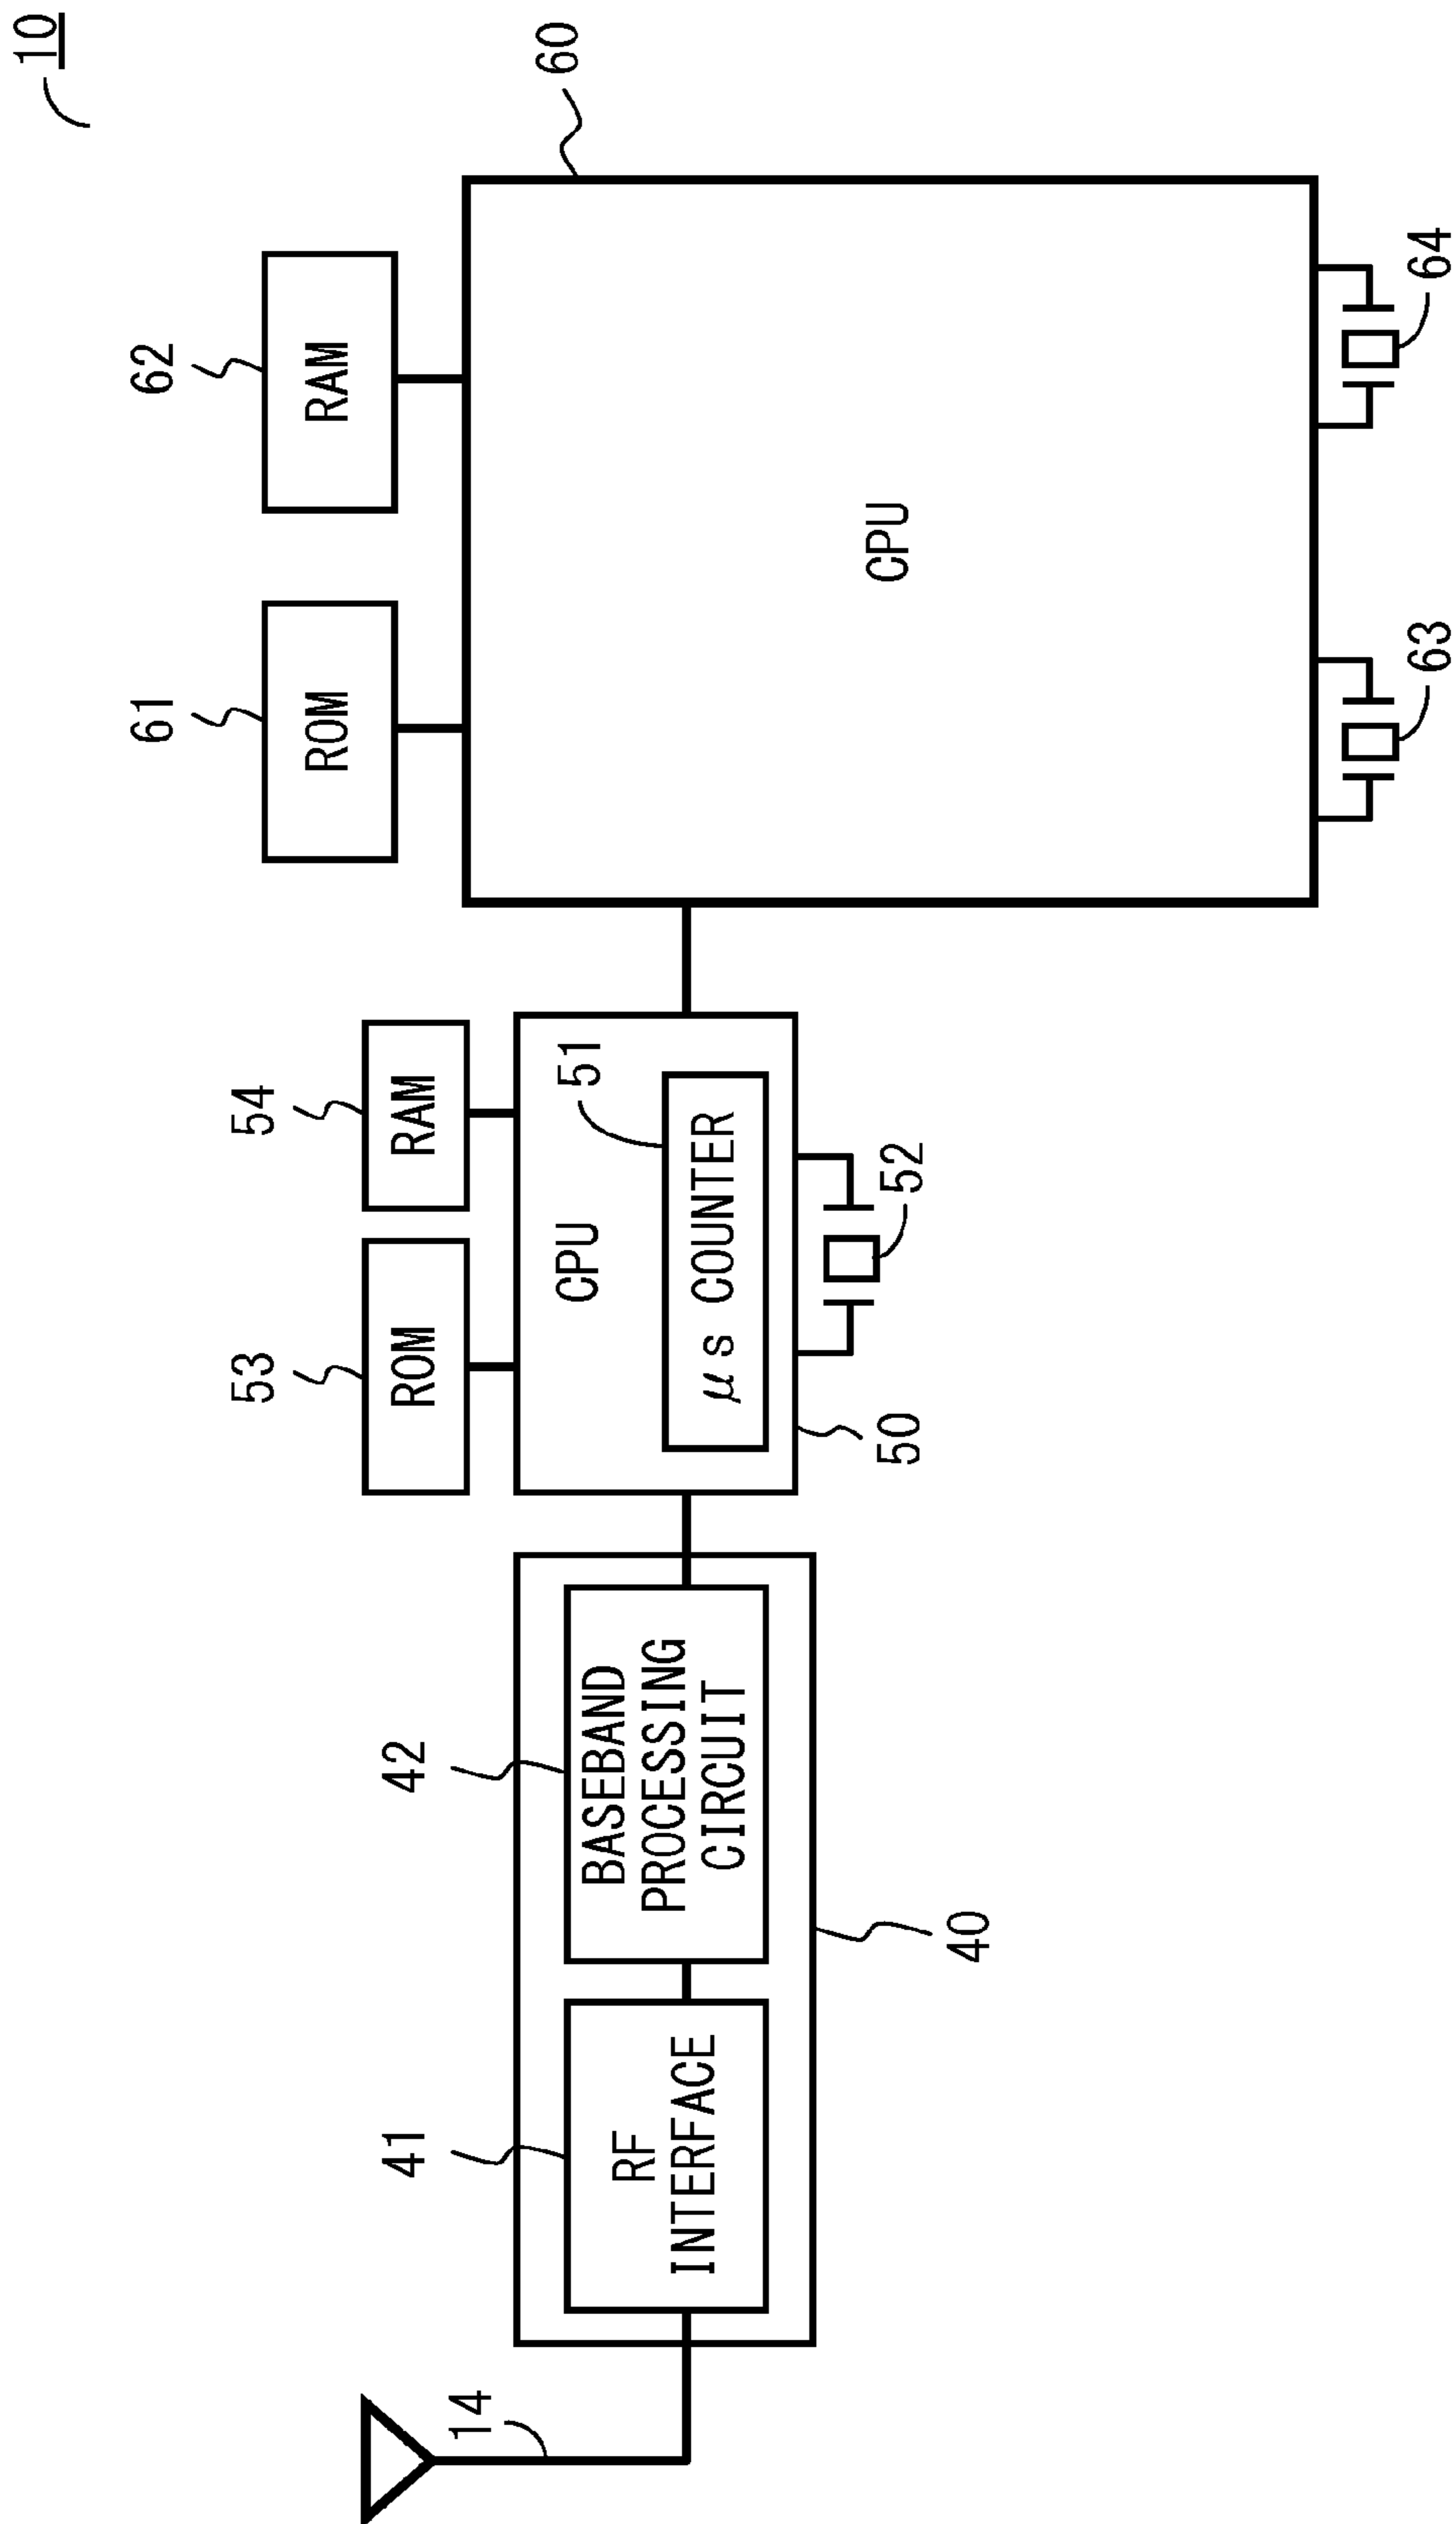 10
62
RAM
61
ROM
60
CPU
64
63
54
RAM
53
ROM
CPU
51
μs COUNTER
52
50
42
BASEBAND
PROCESSING
CIRCUIT
41
RF
INTERFACE
40
14